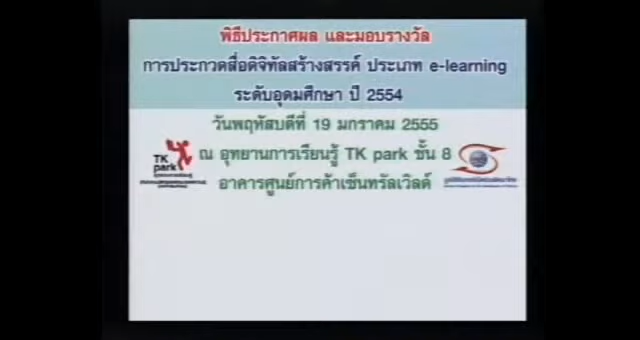 พิธีประกาศผล และมอบรางวัล
การประกวดสื่อดิจิทัลสร้างสรรค์ ประเภท e-learning
ระดับอุดมศึกษา ปี 2554
วันพฤหัสบดีที่ 19 มกราคม 2555
TK park
ณ อุทยานการเรียนรู้ TK park ชั้น 8
อาคารศูนย์การค้าเซ็นทรัลเวิลด์